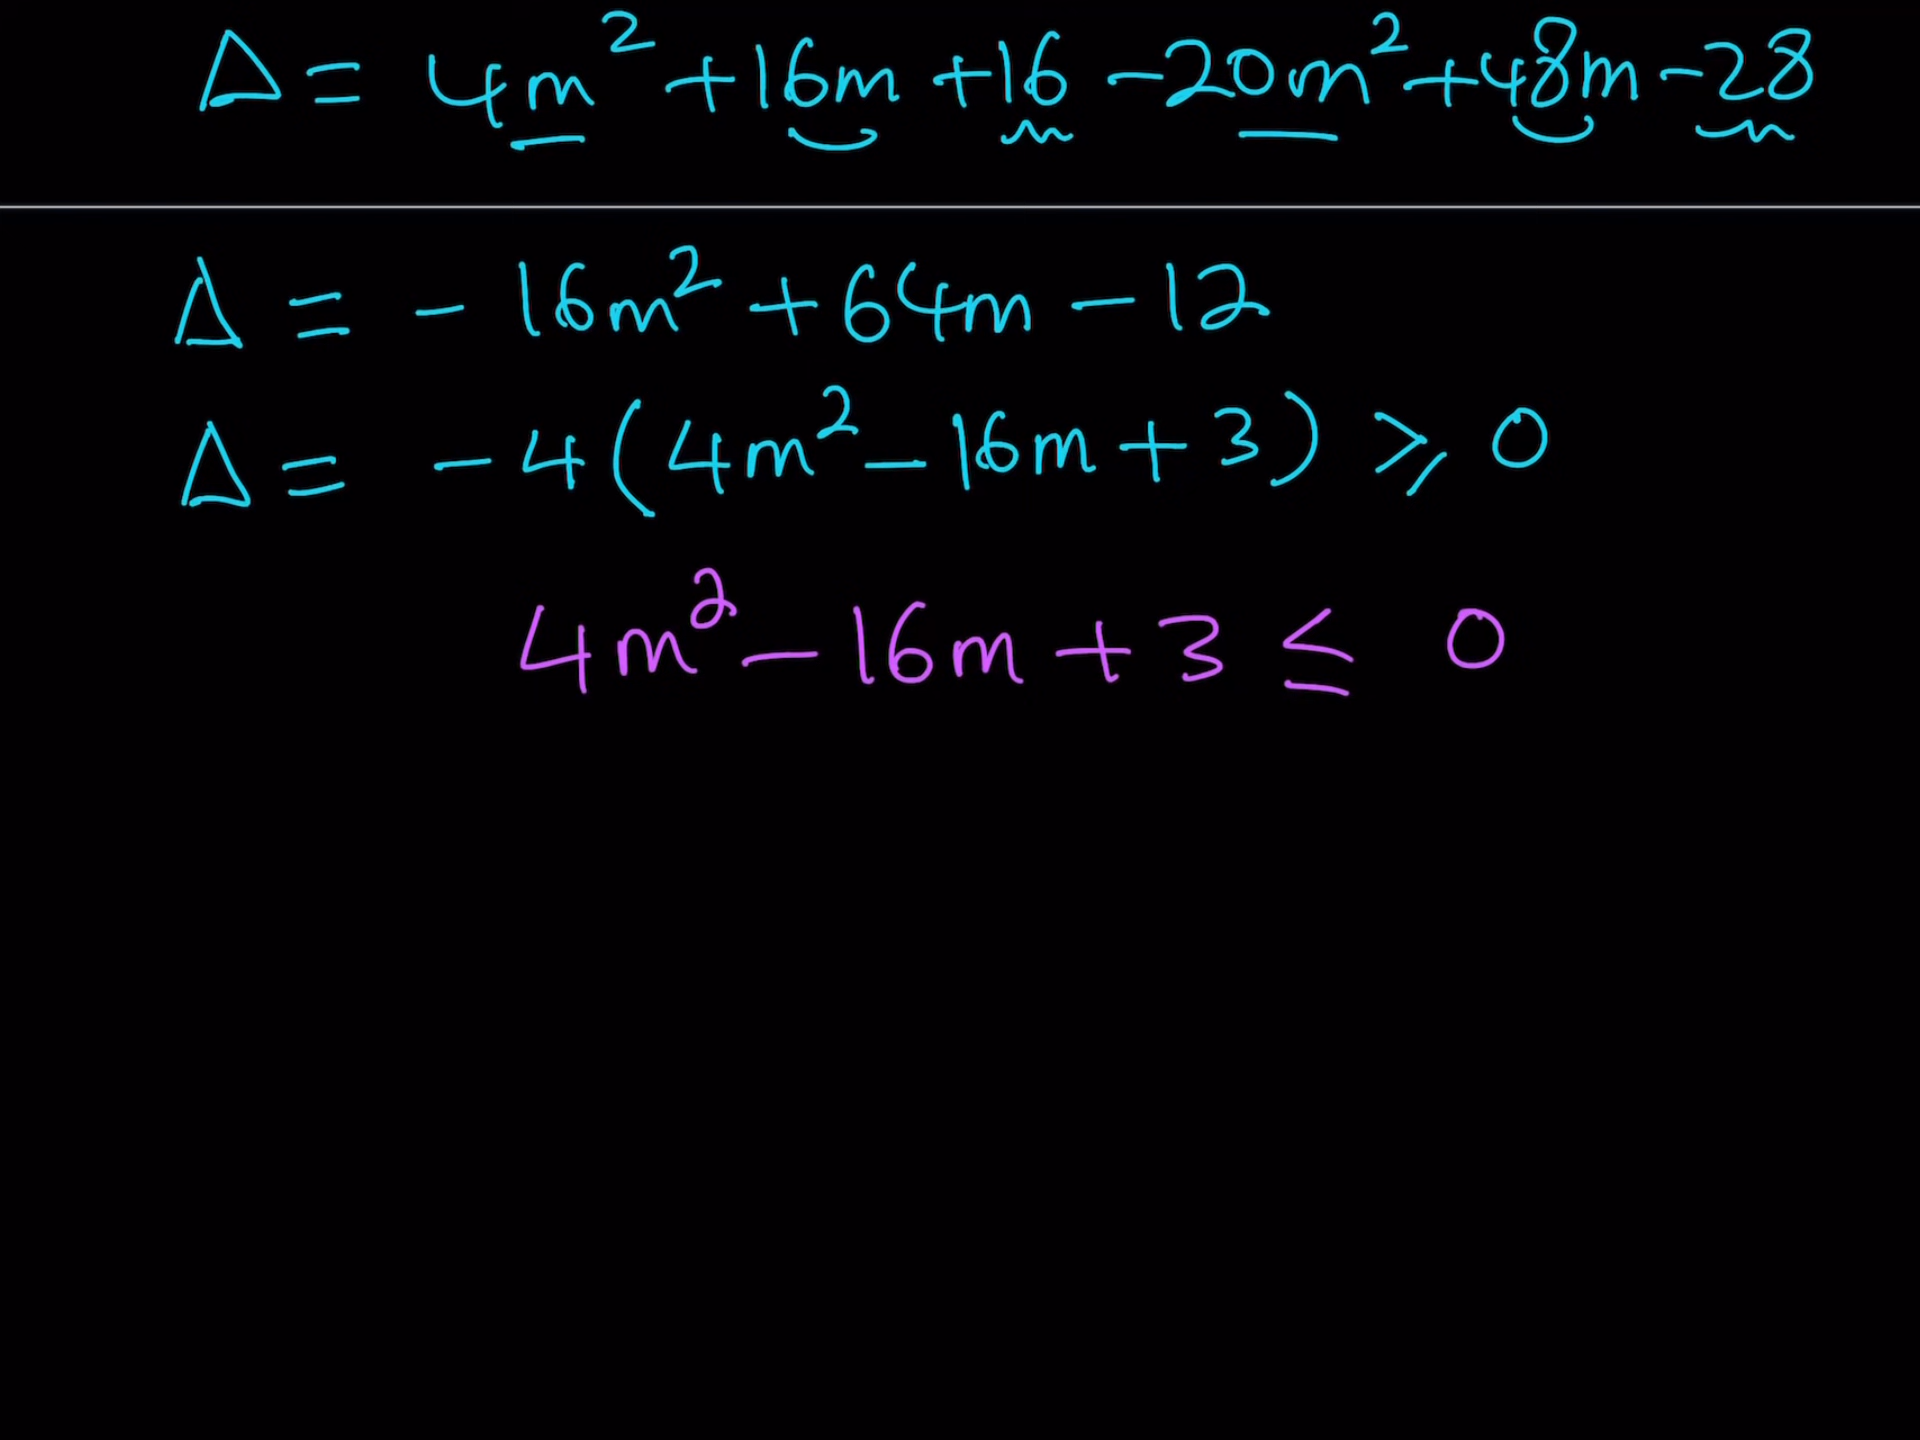 Δ = 4m² + 16m + 16 - 20m² + 48m - 28
Δ = - 16m² + 64m - 12
Δ = - 4(4m² - 16m + 3) ⩾ 0
4m² - 16m + 3 ≤ 0